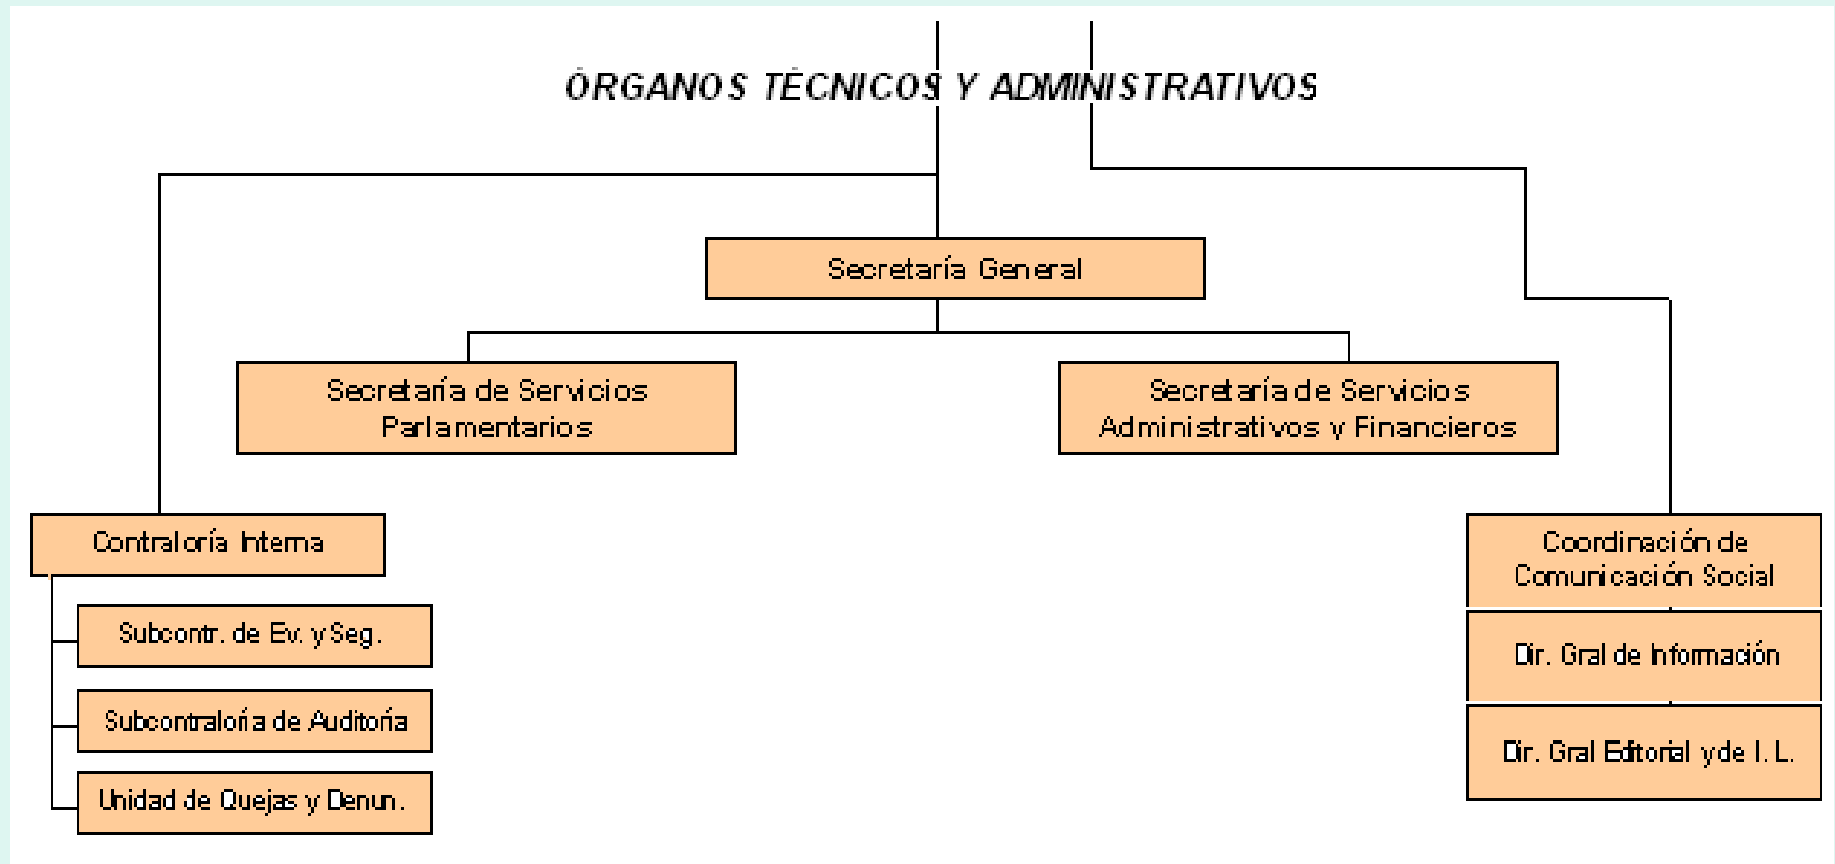 ÓRGANOS TÉCNICOS Y ADMINISTRATIVOS
Secretaría General
Secretaría de Servicios
Parlamentarios
Secretaría de Servicios
Administrativos y Financieros
Contraloría Interna
Subcontr. de Ev. y Seg.
Subcontraloría de Auditoría
Unidad de Quejas y Denun.
Coordinación de
Comunicación Social
Dir. Gral de Información
Dir. Gral Editorial y de I. L.